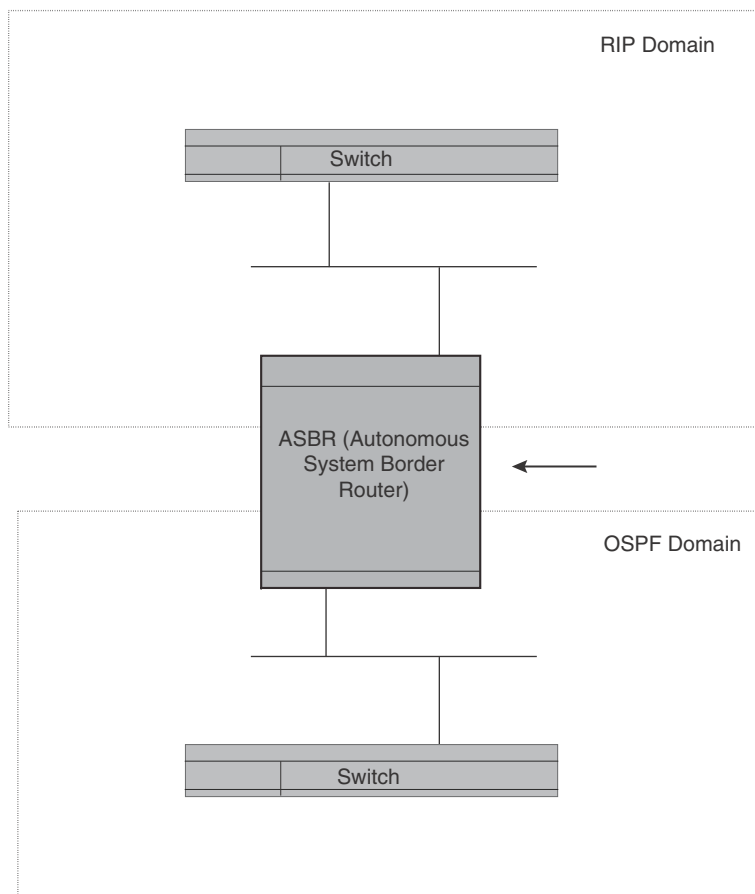 RIP Domain
Switch
ASBR (Autonomous
System Border
Router)
OSPF Domain
Switch